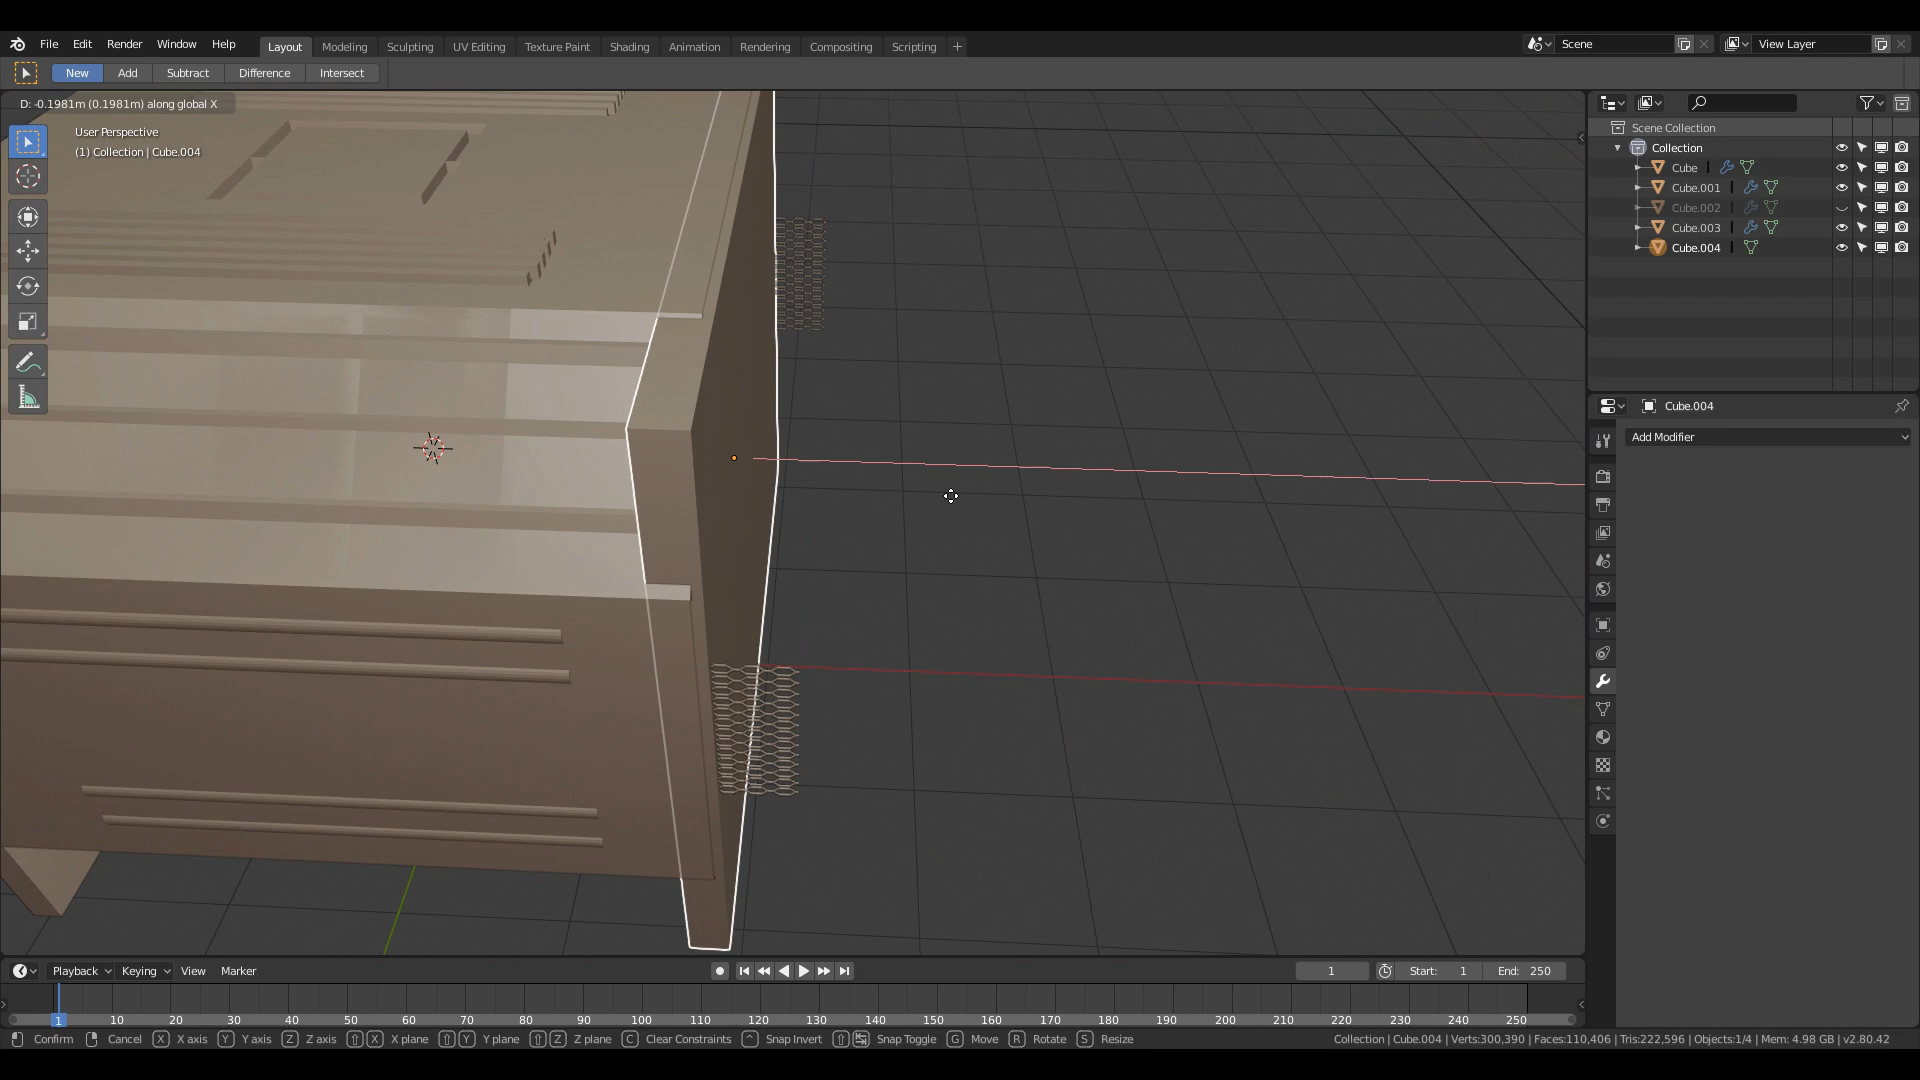 File Edit Render Window Help Layout Modeling Sculpting UV Editing Texture Paint Shading Animation Rendering Compositing Scripting + Scene View Layer
New Add Subtract Difference Intersect
D: -0.1981m (0.1981m) along global X
User Perspective
(1) Collection | Cube.004
Scene Collection
Collection
Cube
Cube.001
Cube.002
Cube.003
Cube.004
Cube.004
Add Modifier
Playback Keying View Marker 1 Start: 1 End: 250
1 10 20 30 40 50 60 70 80 90 100 110 120 130 140 150 160 170 180 190 200 210 220 230 240 250
Confirm Cancel X X axis Y Y axis Z Z axis X X plane Y Y plane Z Z plane C Clear Constraints ^ Snap Invert Snap Toggle G Move R Rotate S Resize Collection | Cube.004 | Verts:300,390 | Faces:110,406 | Tris:222,596 | Objects:1/4 | Mem: 4.98 GB | v2.80.42